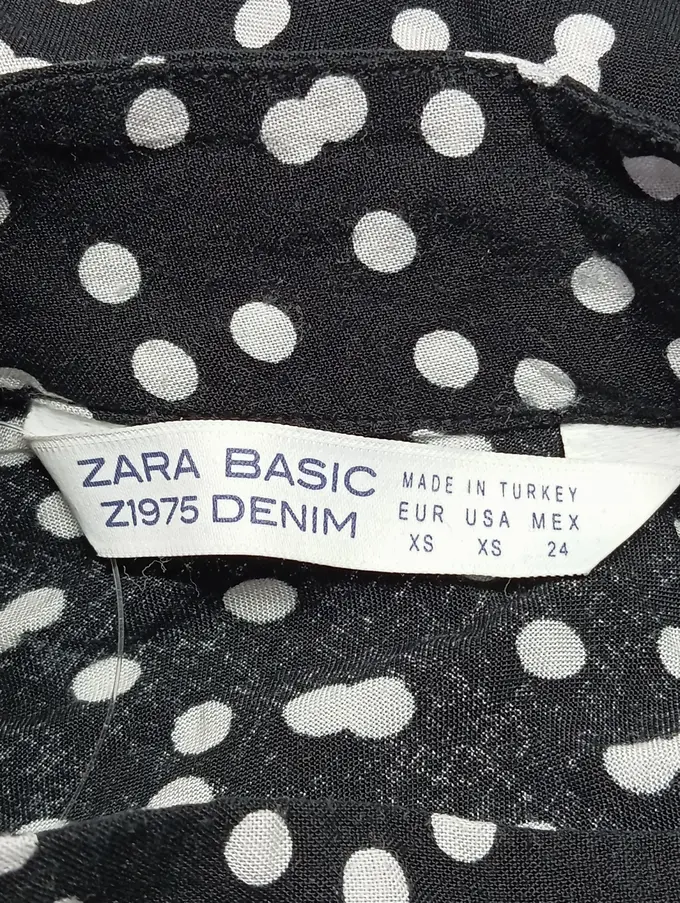 ZARA BASIC
Z1975 DENIM
MADE IN TURKEY
EUR USA MEX
XS XS 24